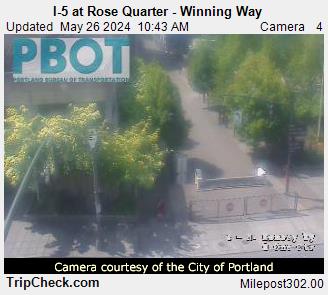 I-5 at Rose Quarter - Winning Way
Updated May 26 2024 10:43 AM Camera 4
PBOT
PORTLAND BUREAU OF TRANSPORTATION
Camera courtesy of the City of Portland
TripCheck.com Milepost302.00